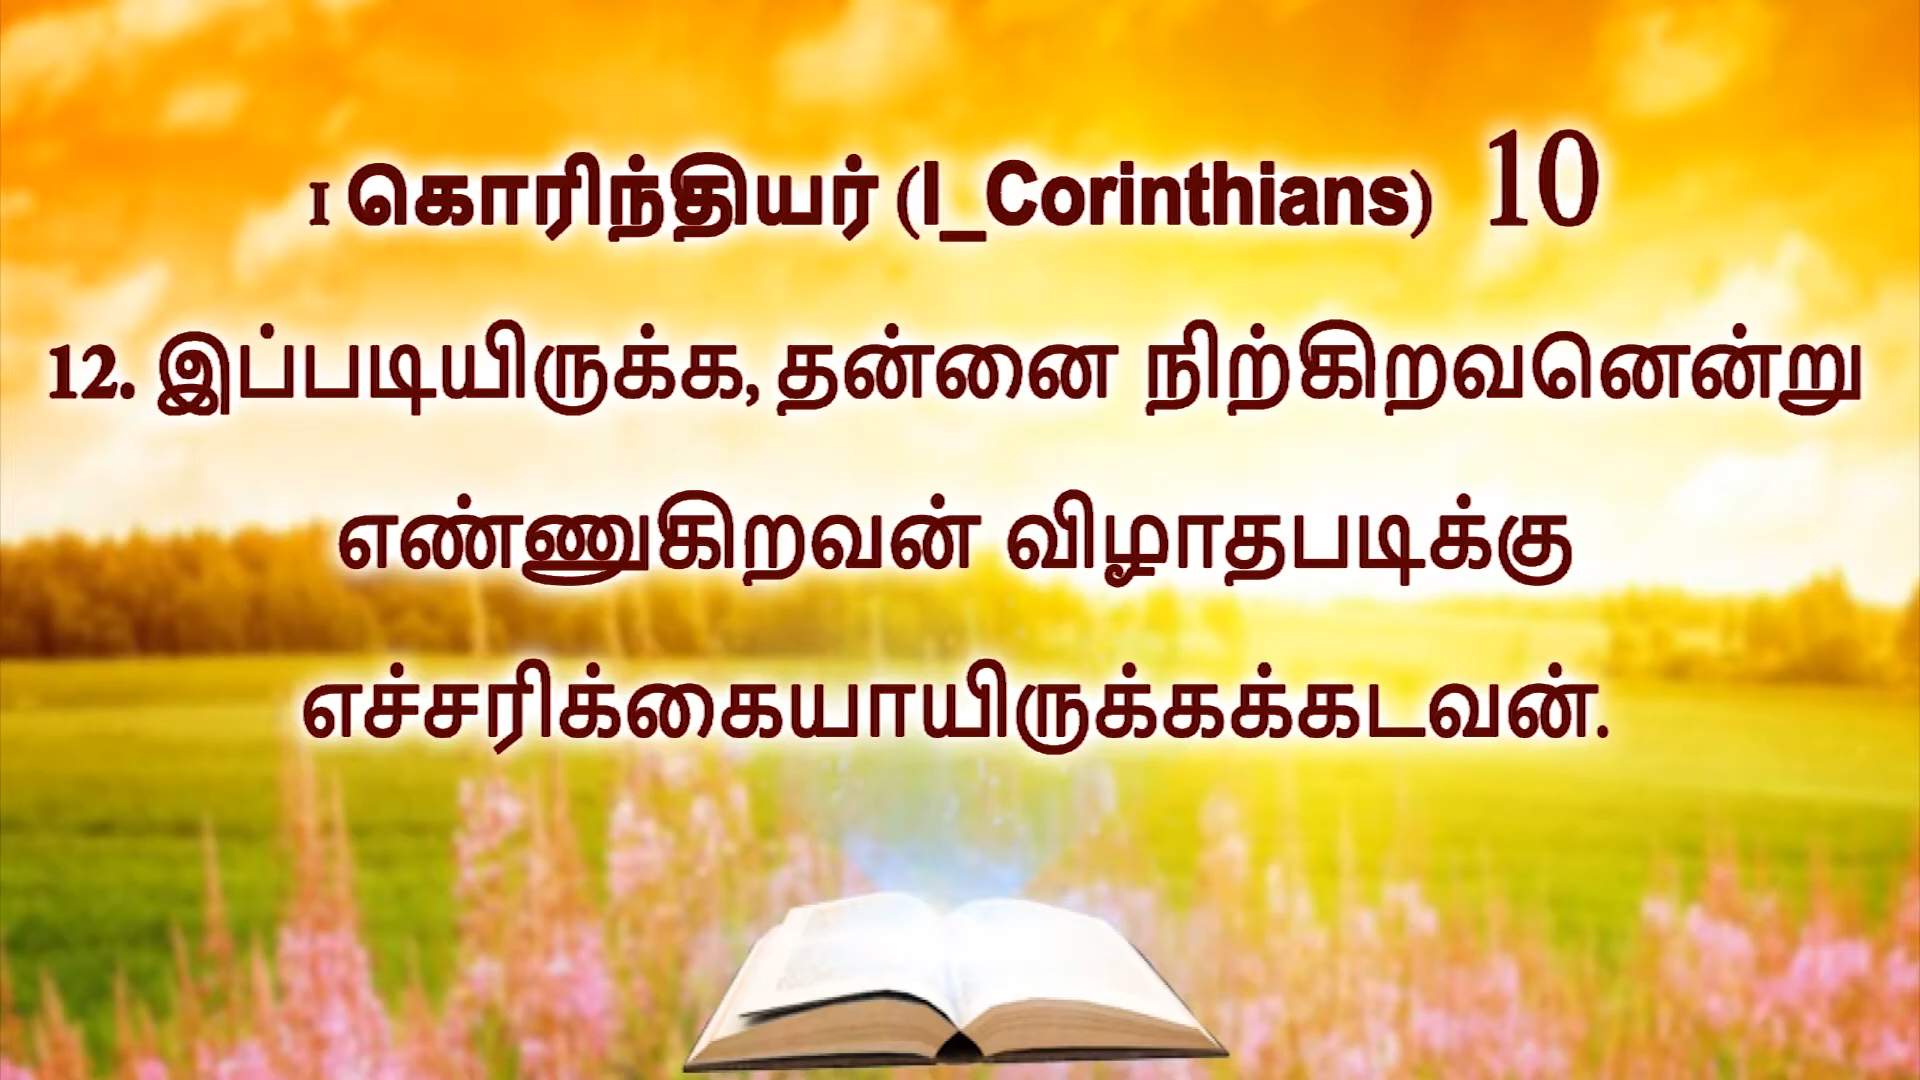 I கொரிந்தியர் (I_Corinthians) 10
12. இப்படியிருக்க, தன்னை நிற்கிறவனென்று
எண்ணுகிறவன் விழாதபடிக்கு
எச்சரிக்கையாயிருக்கக்கடவன்.